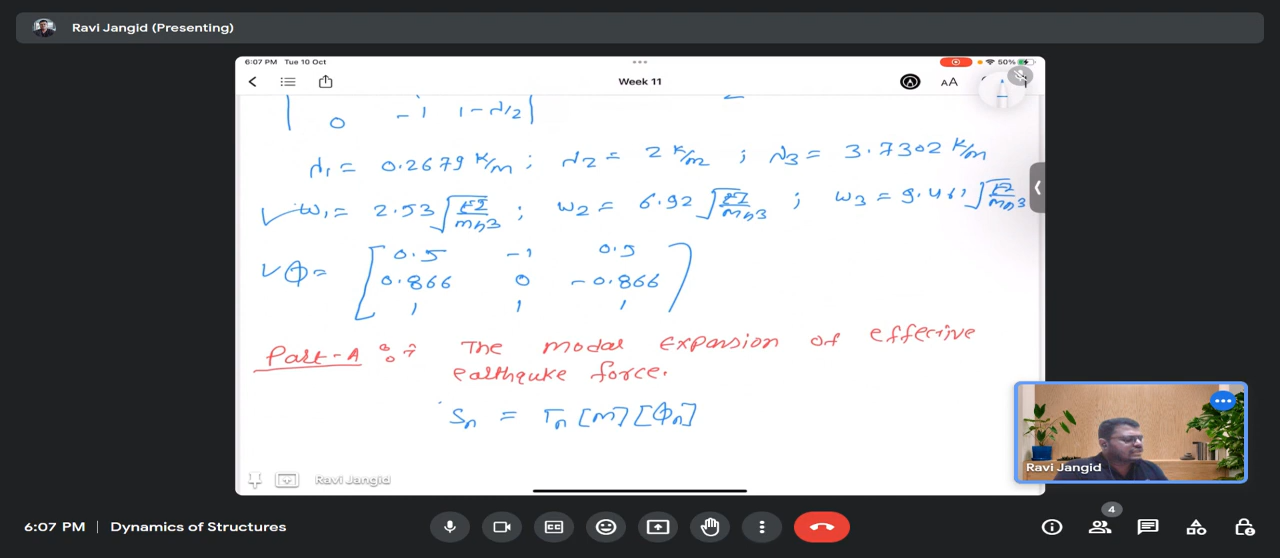 Ravi Jangid (Presenting)
6:07 PM Tue 10 Oct
50%
Week 11
AA
0 -1 1-λ/2
λ1 = 0.2679 K/m ; λ2 = 2 K/m ; λ3 = 3.7302 K/m
✓ ω1 = 2.53 √EI/mh3 ; ω2 = 6.92 √EI/mh3 ; ω3 = 9.46 √EI/mh3
✓ Φ = 0.5 -1 0.5
0.866 0 -0.866
1 1 1
Part-A :→ The modal Expansion of effective
earthquke force.
Sn = Γn [m] [Φn]
Ravi Jangid
Ravi Jangid
6:07 PM | Dynamics of Structures
CC
4